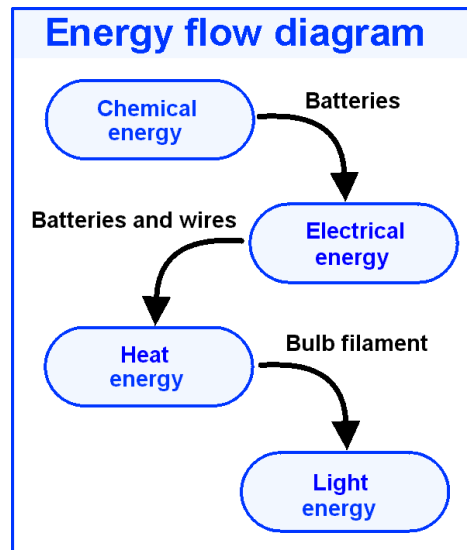 Energy flow diagram
Chemical
energy
Batteries
Batteries and wires
Electrical
energy
Heat
energy
Bulb filament
Light
energy